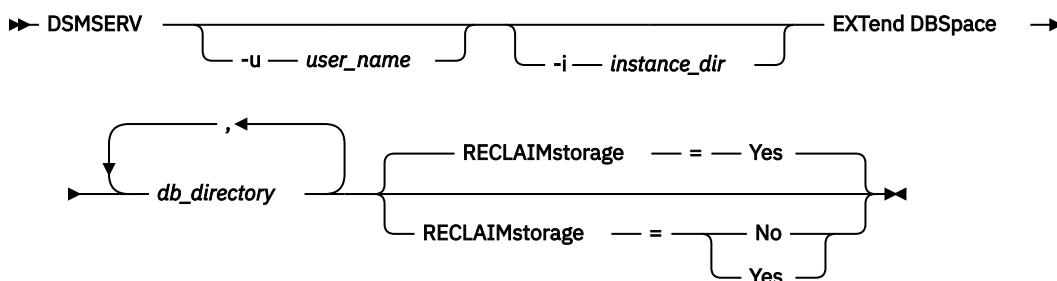 DSMSERV EXTend DBSpace
-u user_name -i instance_dir
,
RECLAIMstorage = Yes
db_directory
RECLAIMstorage = No
Yes